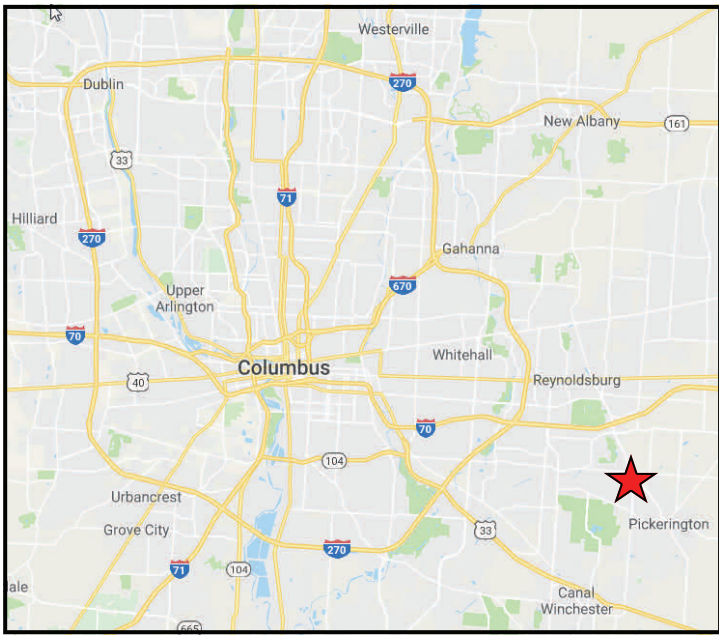 Westerville
Dublin
270
New Albany
161
33
71
Hilliard
270
Gahanna
670
Upper
Arlington
70
Whitehall
Columbus
Reynoldsburg
40
70
104
Urbancrest
Pickerington
Grove City
33
270
71
104
ale
Canal
Winchester
665